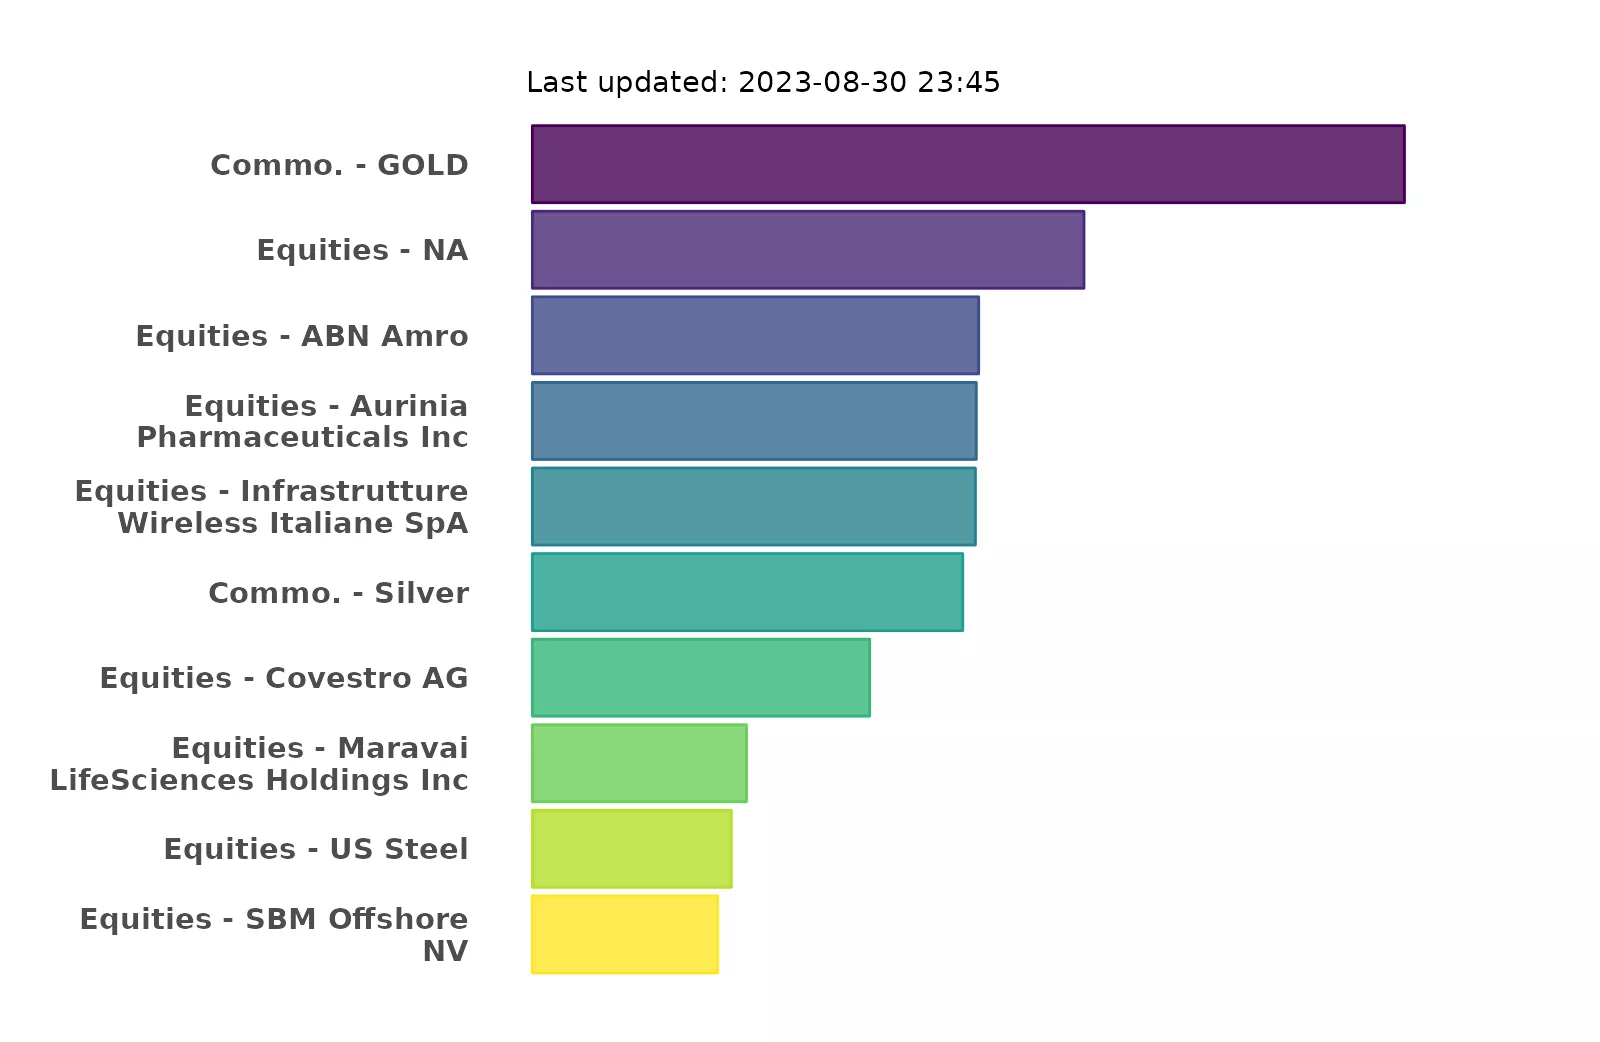 Last updated: 2023-08-30 23:45
Commo. - GOLD
Equities - NA
Equities - ABN Amro
Equities - Aurinia
Pharmaceuticals Inc
Equities - Infrastrutture
Wireless Italiane SpA
Commo. - Silver
Equities - Covestro AG
Equities - Maravai
LifeSciences Holdings Inc
Equities - US Steel
Equities - SBM Offshore
NV